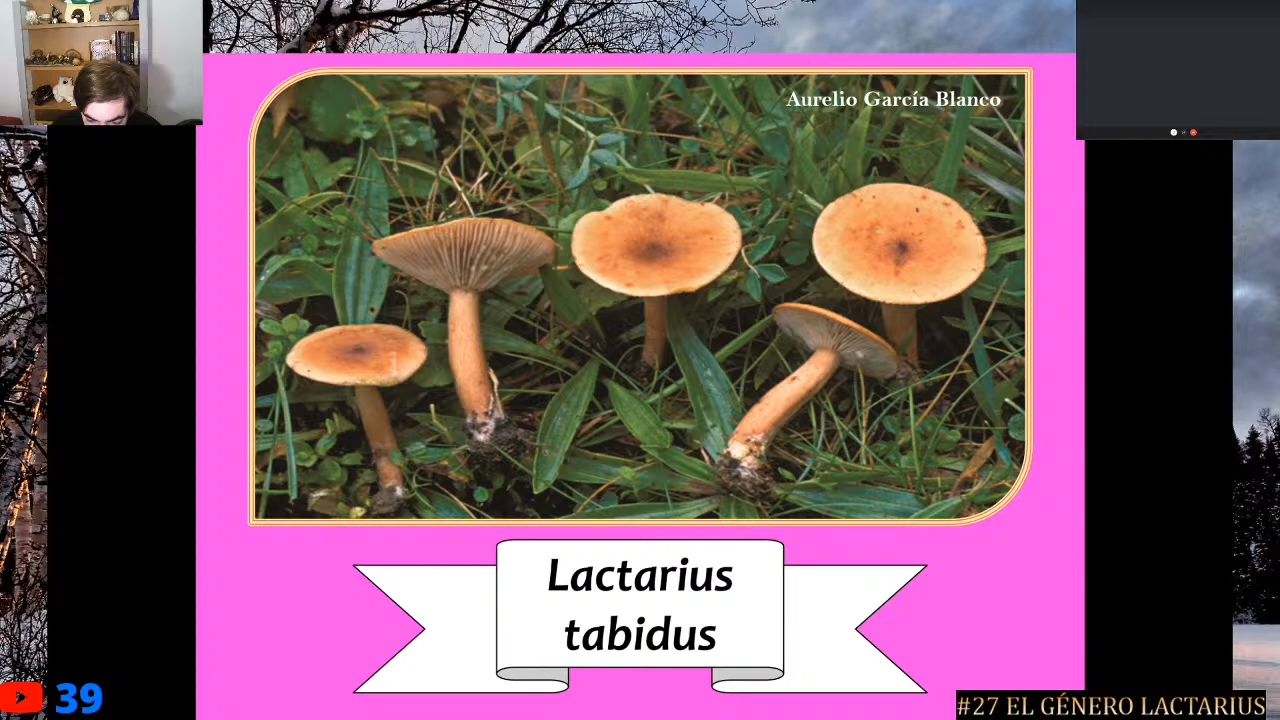 Aurelio García Blanco
Lactarius
tabidus
39
#27 EL GÉNERO LACTARIUS